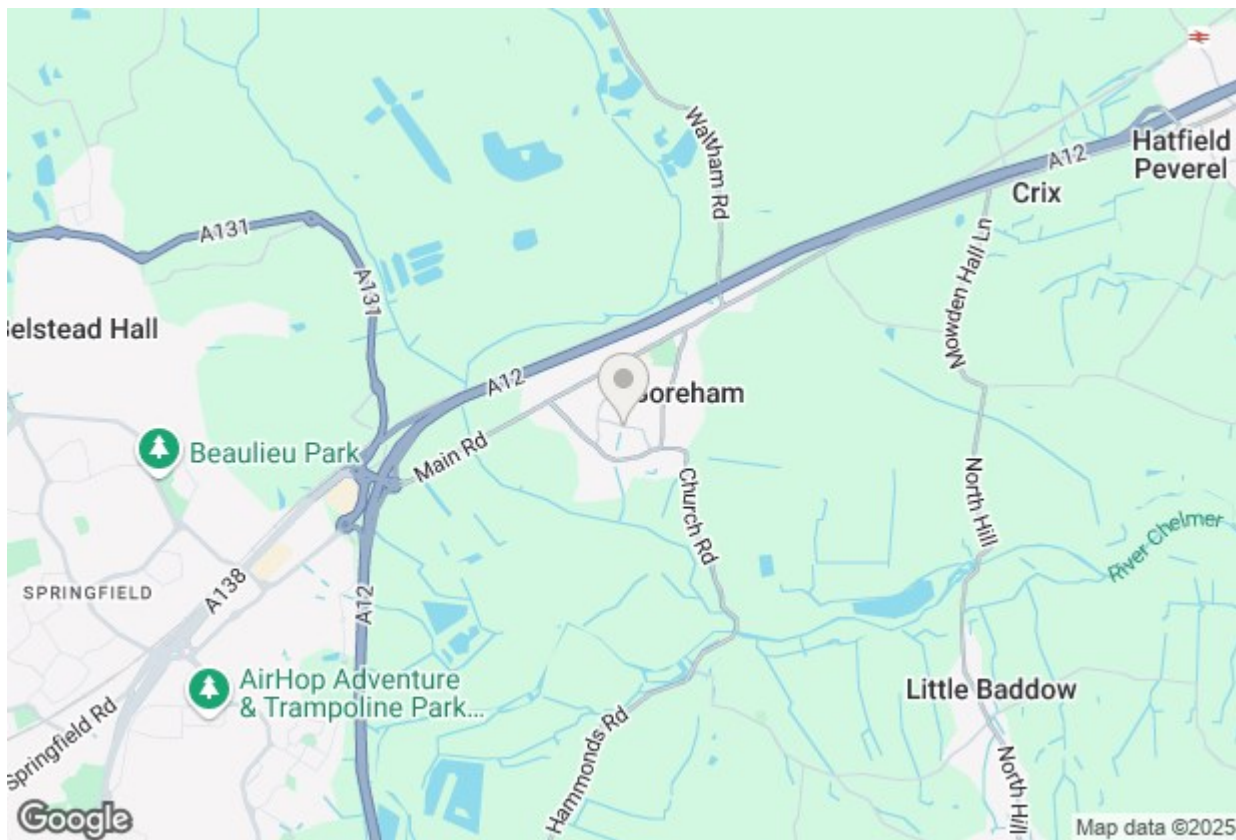 Hatfield
Peverel
A12
Crix
Waltham Rd
A131
A131
Mowden Hall Ln
Belstead Hall
A12
Boreham
Beaulieu Park
Main Rd
Church Rd
North Hill
River Chelmer
SPRINGFIELD
A138
A12
AirHop Adventure
& Trampoline Park...
Little Baddow
Springfield Rd
Hammonds Rd
North Hill
Google
Map data ©2025